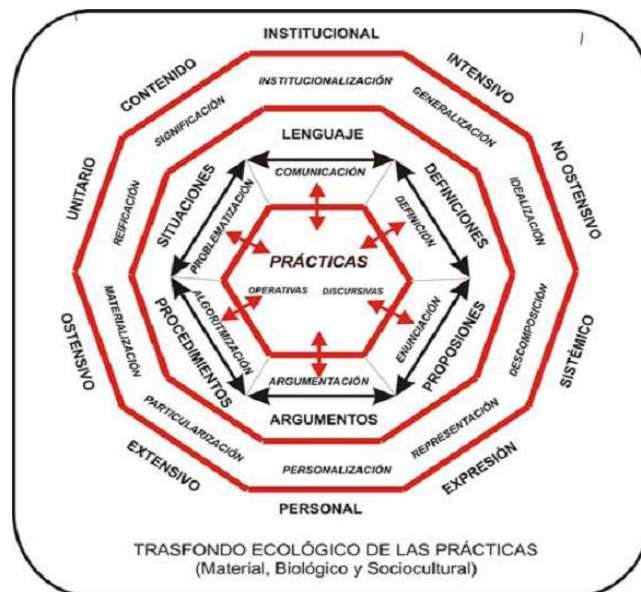 INSTITUCIONAL
CONTENIDO
INTENSIVO
INSTITUCIONALIZACIÓN
SIGNIFICACIÓN
GENERALIZACIÓN
LENGUAJE
UNITARIO
NO OSTENSIVO
COMUNICACIÓN
REIFICACIÓN
SITUACIONES
PROBLEMATIZACIÓN
DEFINICIÓN
DEFINICIONES
IDEALIZACIÓN
PRÁCTICAS
OPERATIVAS DISCURSIVAS
OSTENSIVO
MATERIALIZACIÓN
PROCEDIMIENTOS
ALGORITMIZACIÓN
ENUNCIACIÓN
PROPOSIONES
DESCOMPOSICIÓN
SISTÉMICO
ARGUMENTACIÓN
ARGUMENTOS
PARTICULARIZACIÓN
REPRESENTACIÓN
PERSONALIZACIÓN
EXTENSIVO
EXPRESIÓN
PERSONAL
TRASFONDO ECOLÓGICO DE LAS PRÁCTICAS
(Material, Biológico y Sociocultural)